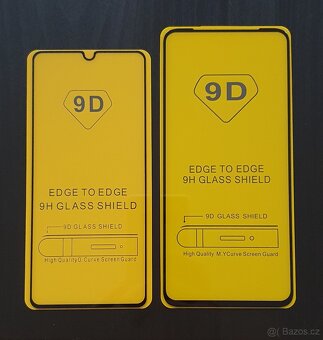 9D
EDGE TO EDGE
9H GLASS SHIELD
9D GLASS SHIELD
High Quality D Curve Screen Guard
9D
EDGE TO EDGE
9H GLASS SHIELD
9D GLASS SHIELD
High Quality M.YCurve Screen Guard
Bazos.cz